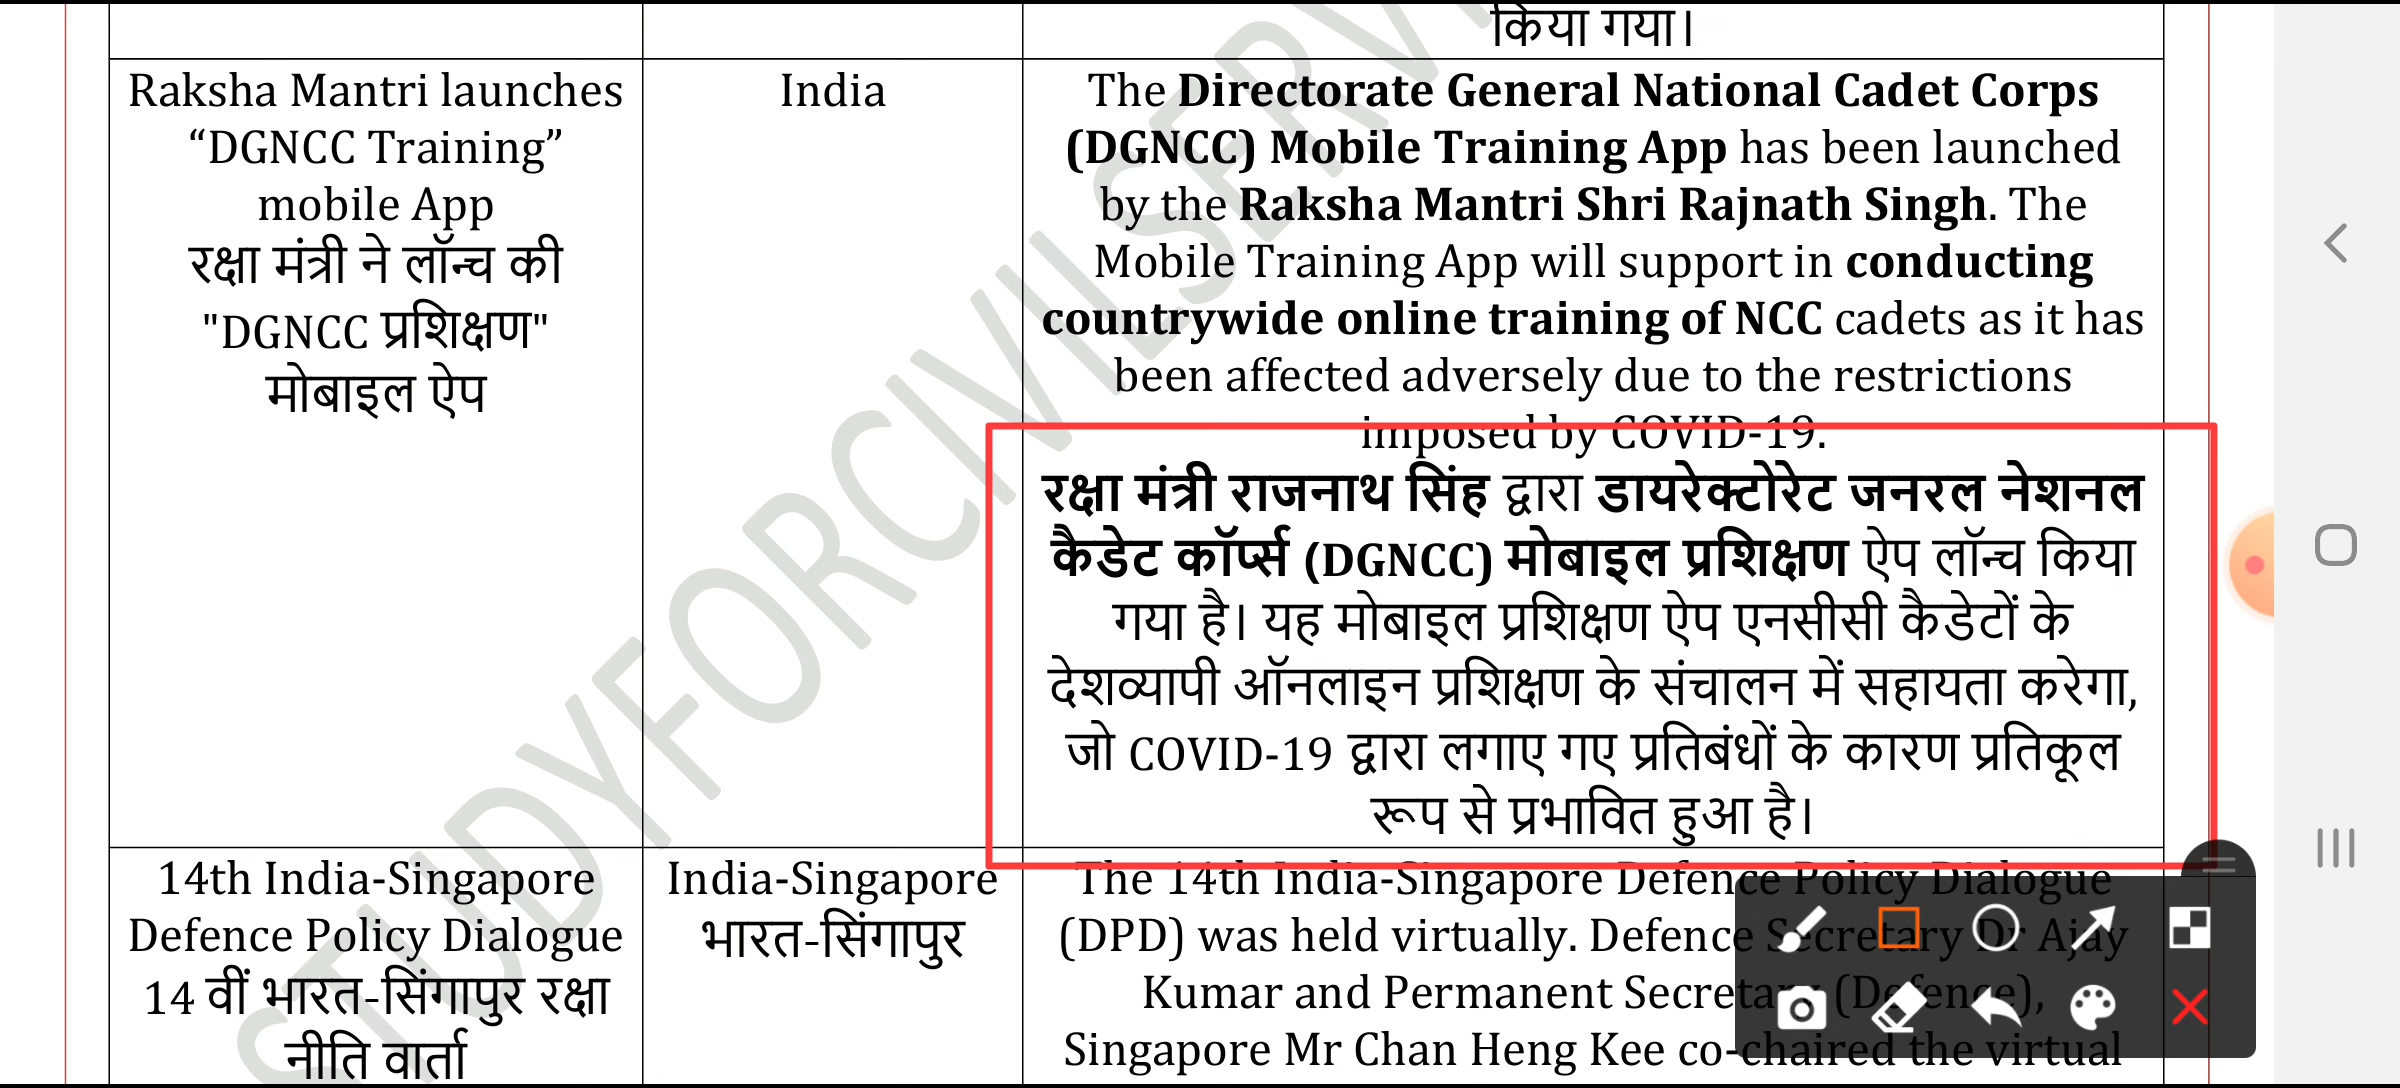 किया गया।
Raksha Mantri launches
“DGNCC Training”
mobile App
रक्षा मंत्री ने लॉन्च की
"DGNCC प्रशिक्षण"
मोबाइल ऐप
India
The Directorate General National Cadet Corps
(DGNCC) Mobile Training App has been launched
by the Raksha Mantri Shri Rajnath Singh. The
Mobile Training App will support in conducting
countrywide online training of NCC cadets as it has
been affected adversely due to the restrictions
imposed by COVID-19.
रक्षा मंत्री राजनाथ सिंह द्वारा डायरेक्टोरेट जनरल नेशनल
कैडेट कॉर्प्स (DGNCC) मोबाइल प्रशिक्षण ऐप लॉन्च किया
गया है। यह मोबाइल प्रशिक्षण ऐप एनसीसी कैडेटों के
देशव्यापी ऑनलाइन प्रशिक्षण के संचालन में सहायता करेगा,
जो COVID-19 द्वारा लगाए गए प्रतिबंधों के कारण प्रतिकूल
रूप से प्रभावित हुआ है।
14th India-Singapore
Defence Policy Dialogue
14 वीं भारत-सिंगापुर रक्षा
नीति वार्ता
India-Singapore
भारत-सिंगापुर
The 14th India-Singapore Defence Policy Dialogue
(DPD) was held virtually. Defence Secretary Dr Ajay
Kumar and Permanent Secretary (Defence),
Singapore Mr Chan Heng Kee co-chaired the virtual
STUDYFORCIVILSERV